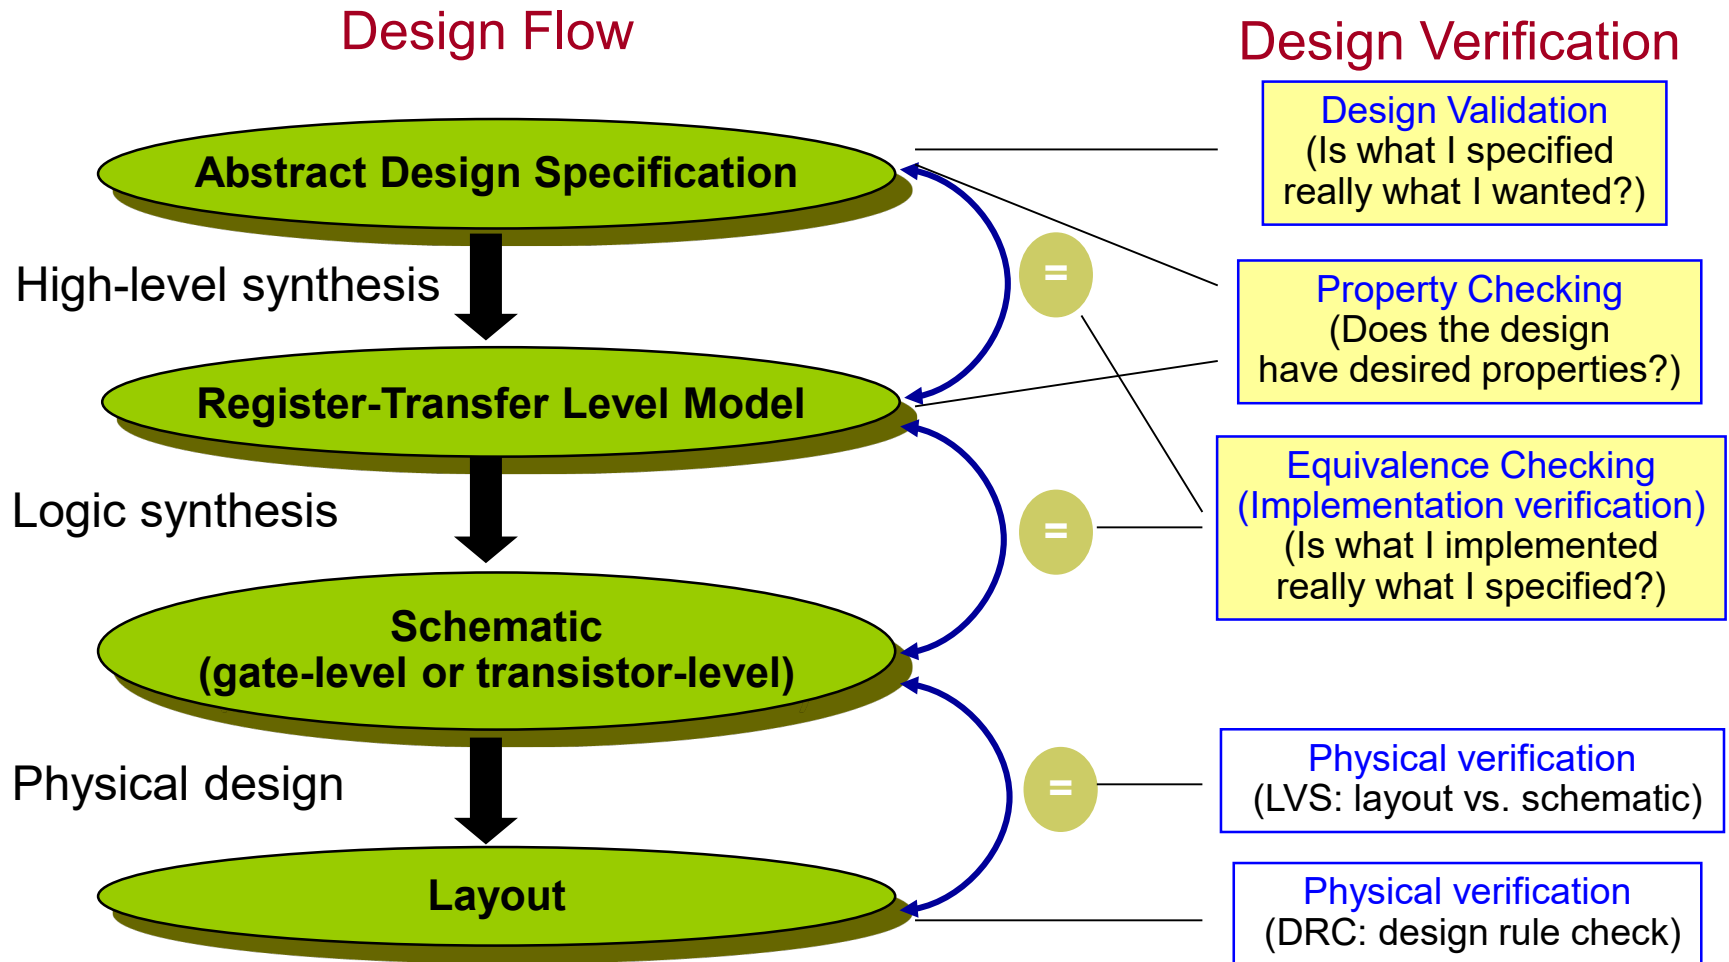 Design Flow
Design Verification
Abstract Design Specification
High-level synthesis
Register-Transfer Level Model
Logic synthesis
Schematic
(gate-level or transistor-level)
Physical design
Layout
=
=
=
Design Validation
(Is what I specified
really what I wanted?)
Property Checking
(Does the design
have desired properties?)
Equivalence Checking
(Implementation verification)
(Is what I implemented
really what I specified?)
Physical verification
(LVS: layout vs. schematic)
Physical verification
(DRC: design rule check)